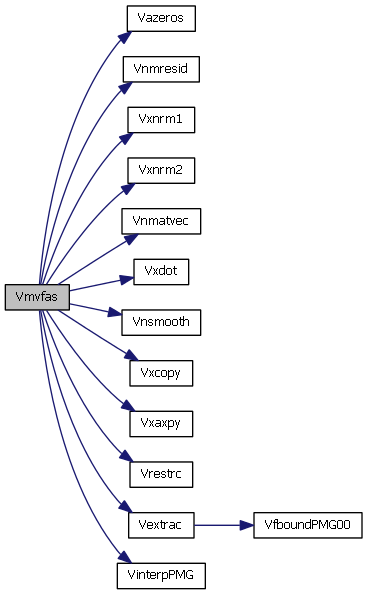 Vazeros
Vnmresid
Vxnrm1
Vxnrm2
Vnmatvec
Vxdot
Vmvfas
Vnsmooth
Vxcopy
Vxaxpy
Vrestrc
Vextrac
VfboundPMG00
VinterpPMG